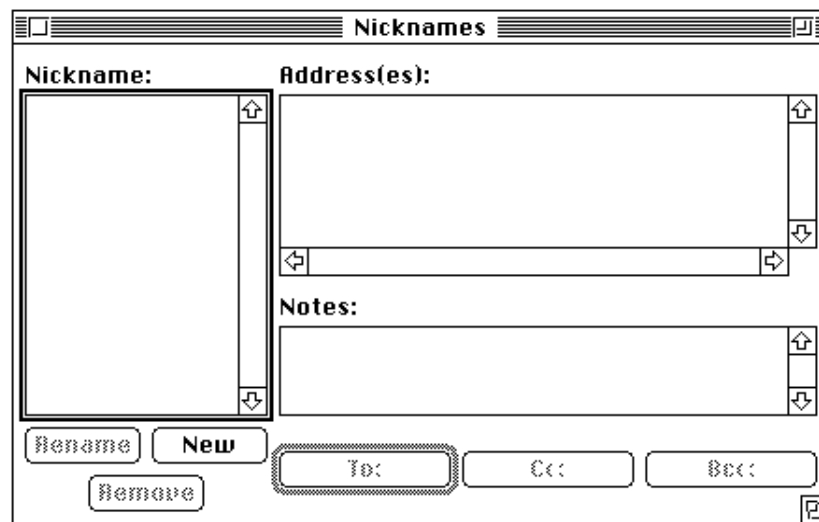 Nicknames
Nickname:
Address(es):
Notes:
Rename
New
Remove
To:
Cc:
Bcc: